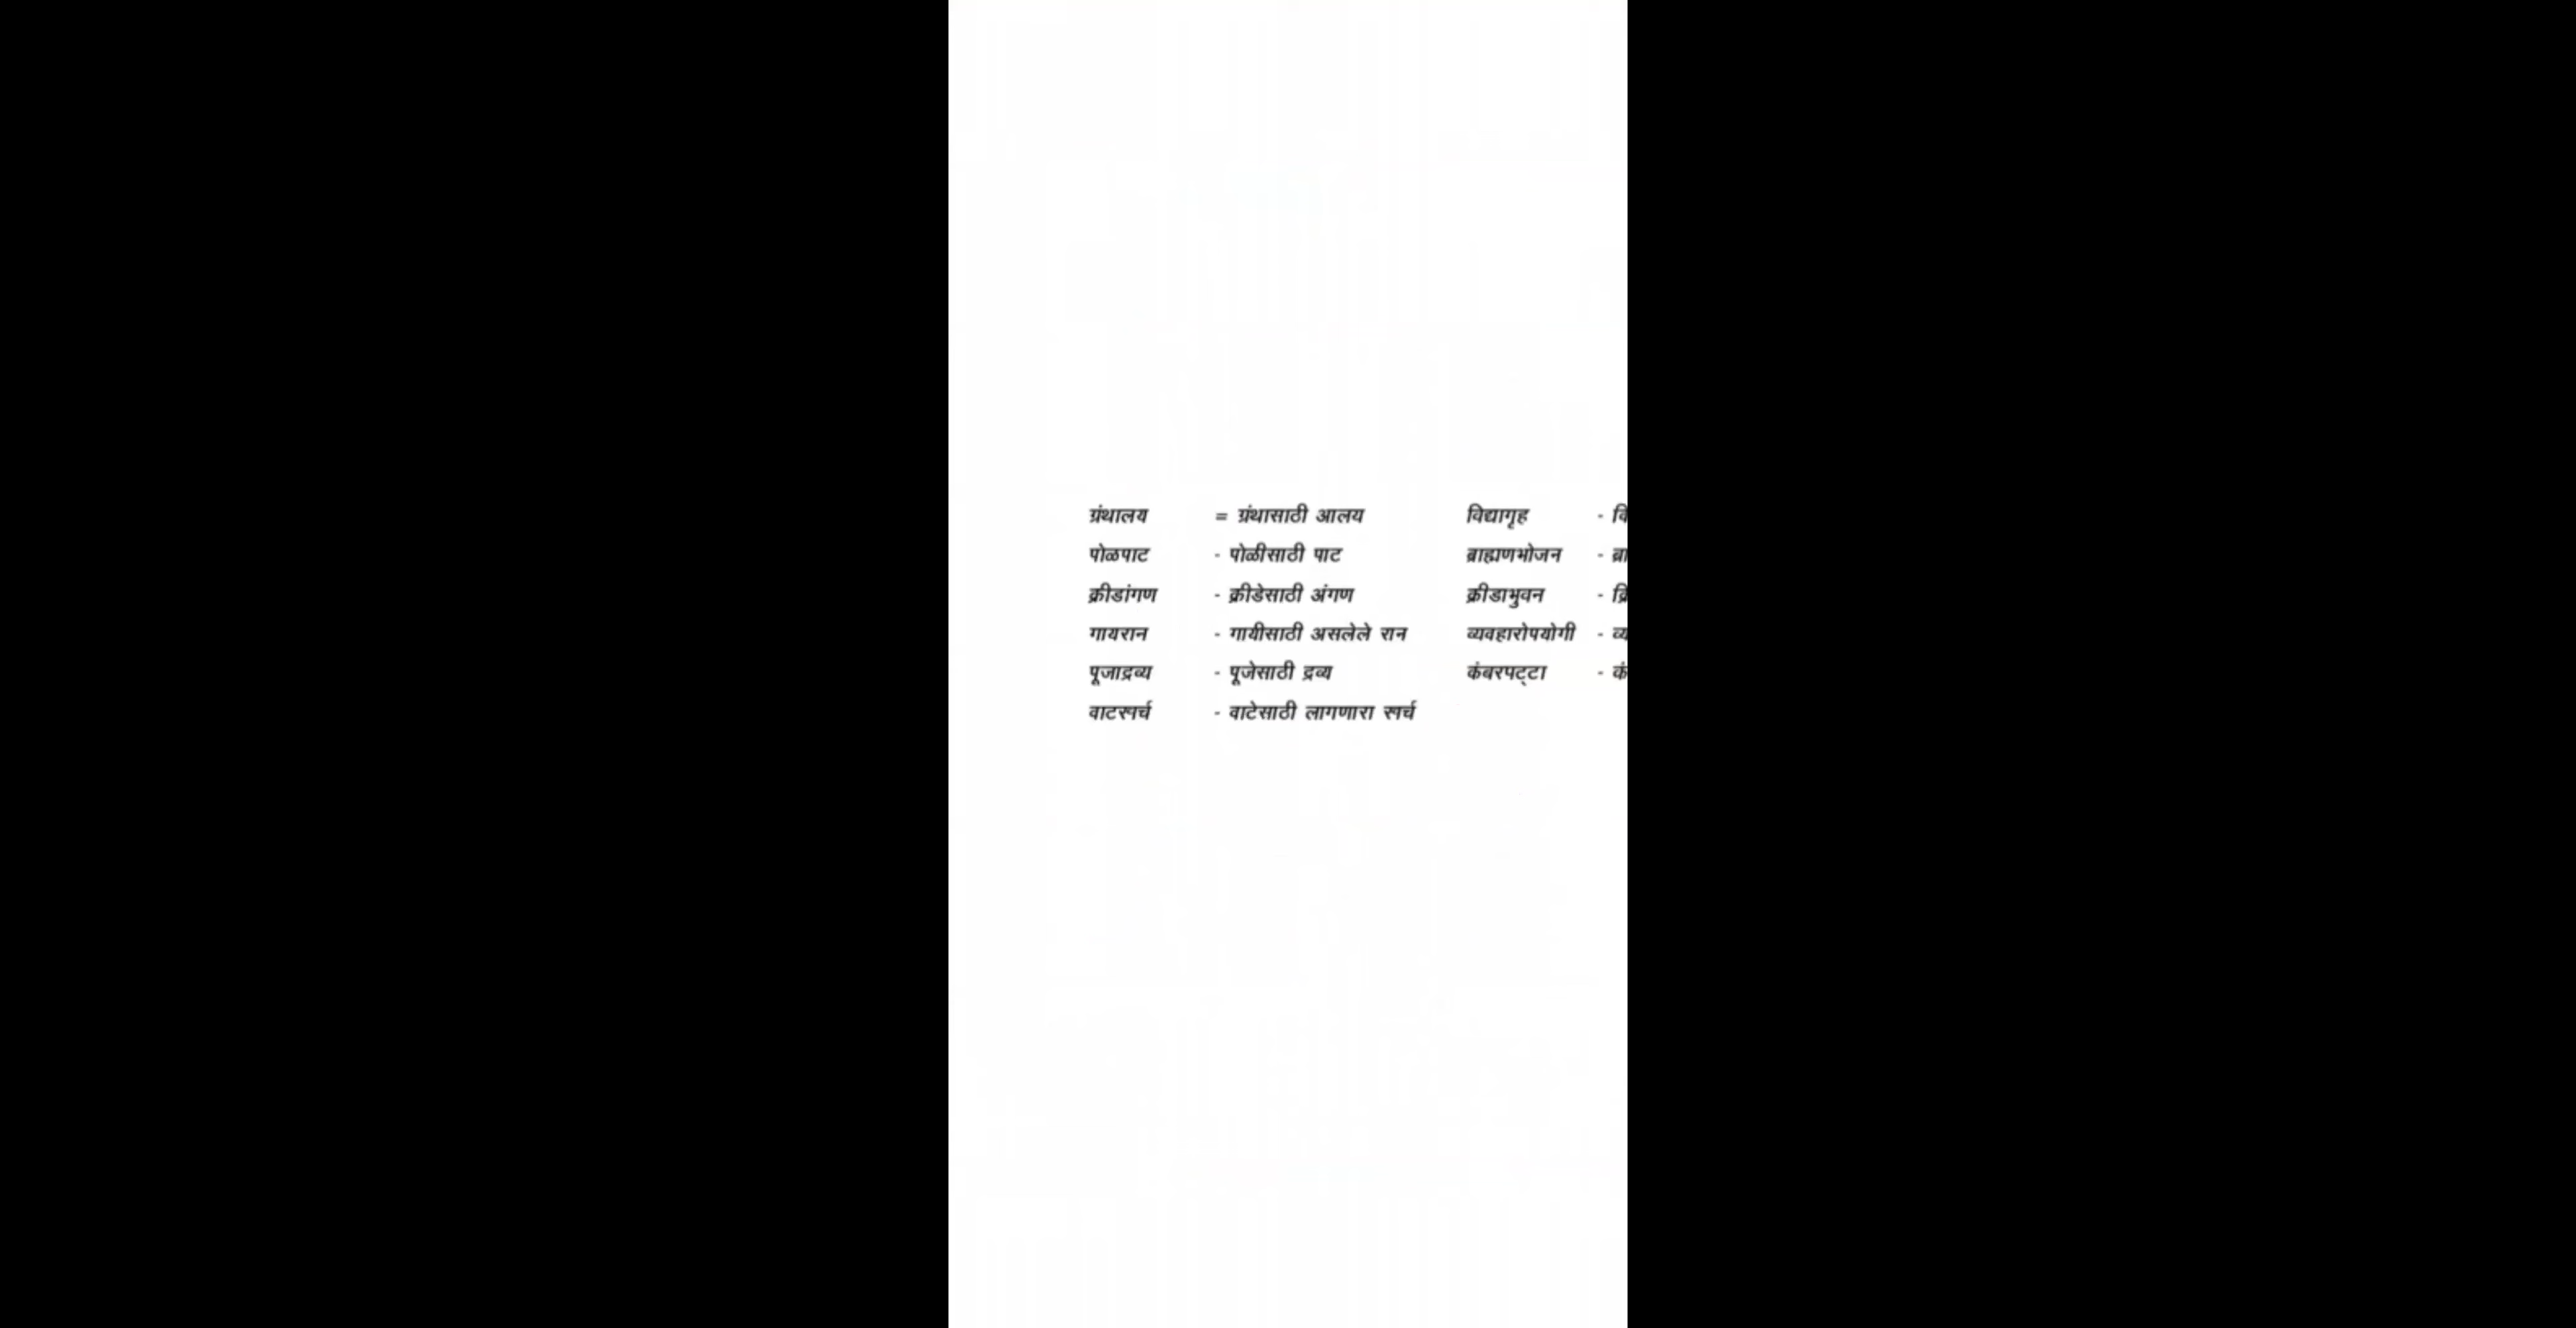 ग्रंथालय = ग्रंथासाठी आलय विद्यागृह -
पोळपाट - पोळीसाठी पाट ब्राह्मणभोजन -
क्रीडांगण - क्रीडेसाठी अंगण क्रीडाभुवन -
गायरान - गायीसाठी असलेले रान व्यवहारोपयोगी -
पूजाद्रव्य - पूजेसाठी द्रव्य कंबरपट्टा -
वाटखर्च - वाटेसाठी लागणारा खर्च